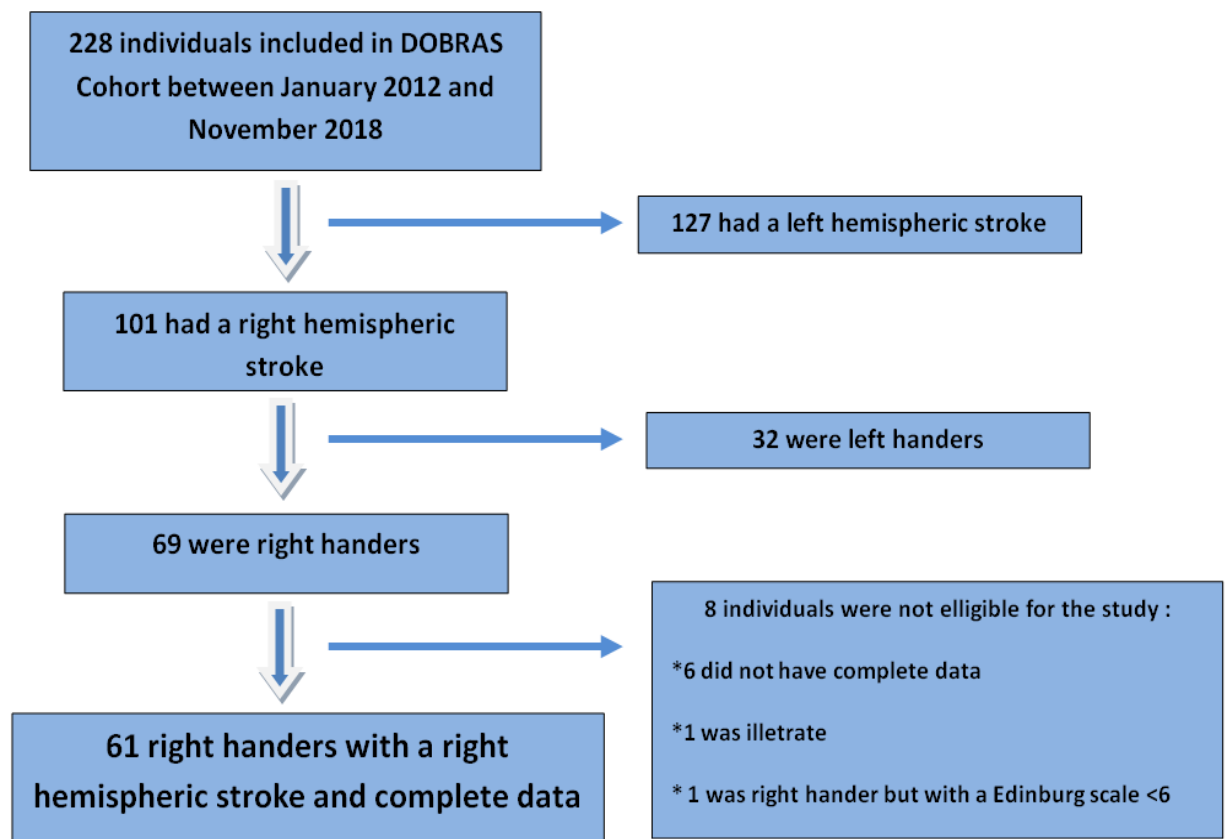 228 individuals included in DOBRAS
Cohort between January 2012 and
November 2018
127 had a left hemispheric stroke
101 had a right hemispheric
stroke
32 were left handers
69 were right handers
8 individuals were not elligible for the study :
*6 did not have complete data
*1 was illetrate
* 1 was right hander but with a Edinburg scale <6
61 right handers with a right
hemispheric stroke and complete data